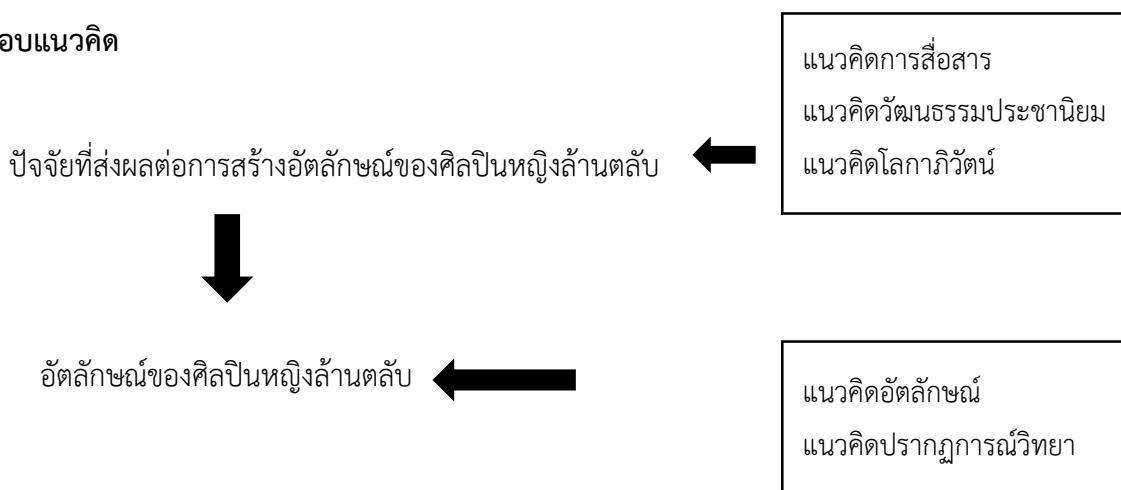 อบแนวคิด
แนวคิดการสื่อสาร
แนวคิดวัฒนธรรมประชานิยม
แนวคิดโลกาภิวัตน์
ปัจจัยที่ส่งผลต่อการสร้างอัตลักษณ์ของศิลปินหญิงล้านตลับ
อัตลักษณ์ของศิลปินหญิงล้านตลับ
แนวคิดอัตลักษณ์
แนวคิดปรากฏการณ์วิทยา